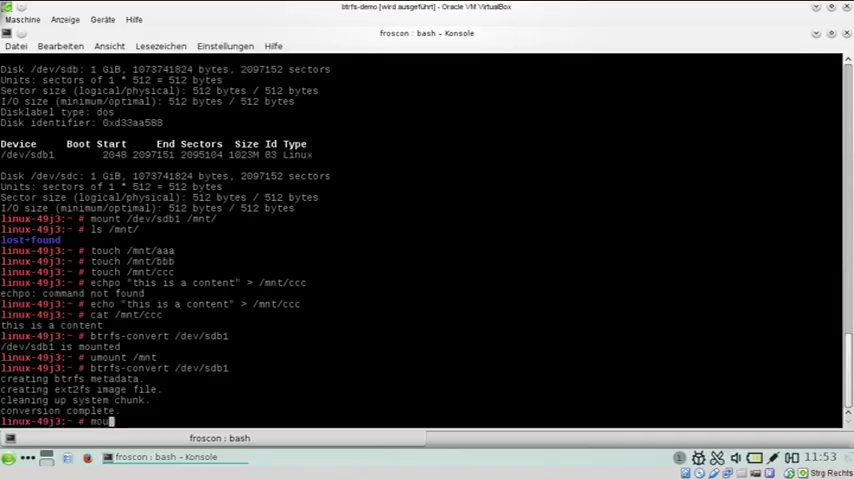 btrfs-demo [wird ausgeführt] - Oracle VM VirtualBox
Maschine Anzeige Geräte Hilfe
froscon : bash - Konsole
Datei Bearbeiten Ansicht Lesezeichen Einstellungen Hilfe
Disk /dev/sdb: 1 GiB, 1073741824 bytes, 2097152 sectors
Units: sectors of 1 * 512 = 512 bytes
Sector size (logical/physical): 512 bytes / 512 bytes
I/O size (minimum/optimal): 512 bytes / 512 bytes
Disklabel type: dos
Disk identifier: 0xd33aa588
Device Boot Start End Sectors Size Id Type
/dev/sdb1 2048 2097151 2095104 1023M 83 Linux
Disk /dev/sdc: 1 GiB, 1073741824 bytes, 2097152 sectors
Units: sectors of 1 * 512 = 512 bytes
Sector size (logical/physical): 512 bytes / 512 bytes
I/O size (minimum/optimal): 512 bytes / 512 bytes
linux-49j3:~ # mount /dev/sdb1 /mnt/
linux-49j3:~ # ls /mnt/
lost+found
linux-49j3:~ # touch /mnt/aaa
linux-49j3:~ # touch /mnt/bbb
linux-49j3:~ # touch /mnt/ccc
linux-49j3:~ # echpo "this is a content" > /mnt/ccc
echpo: command not found
linux-49j3:~ # echo "this is a content" > /mnt/ccc
linux-49j3:~ # cat /mnt/ccc
this is a content
linux-49j3:~ # btrfs-convert /dev/sdb1
/dev/sdb1 is mounted
linux-49j3:~ # umount /mnt
linux-49j3:~ # btrfs-convert /dev/sdb1
creating btrfs metadata.
creating ext2fs image file.
cleaning up system chunk.
conversion complete.
linux-49j3:~ # mou
froscon : bash
froscon : bash - Konsole
1
11:53
Strg Rechts